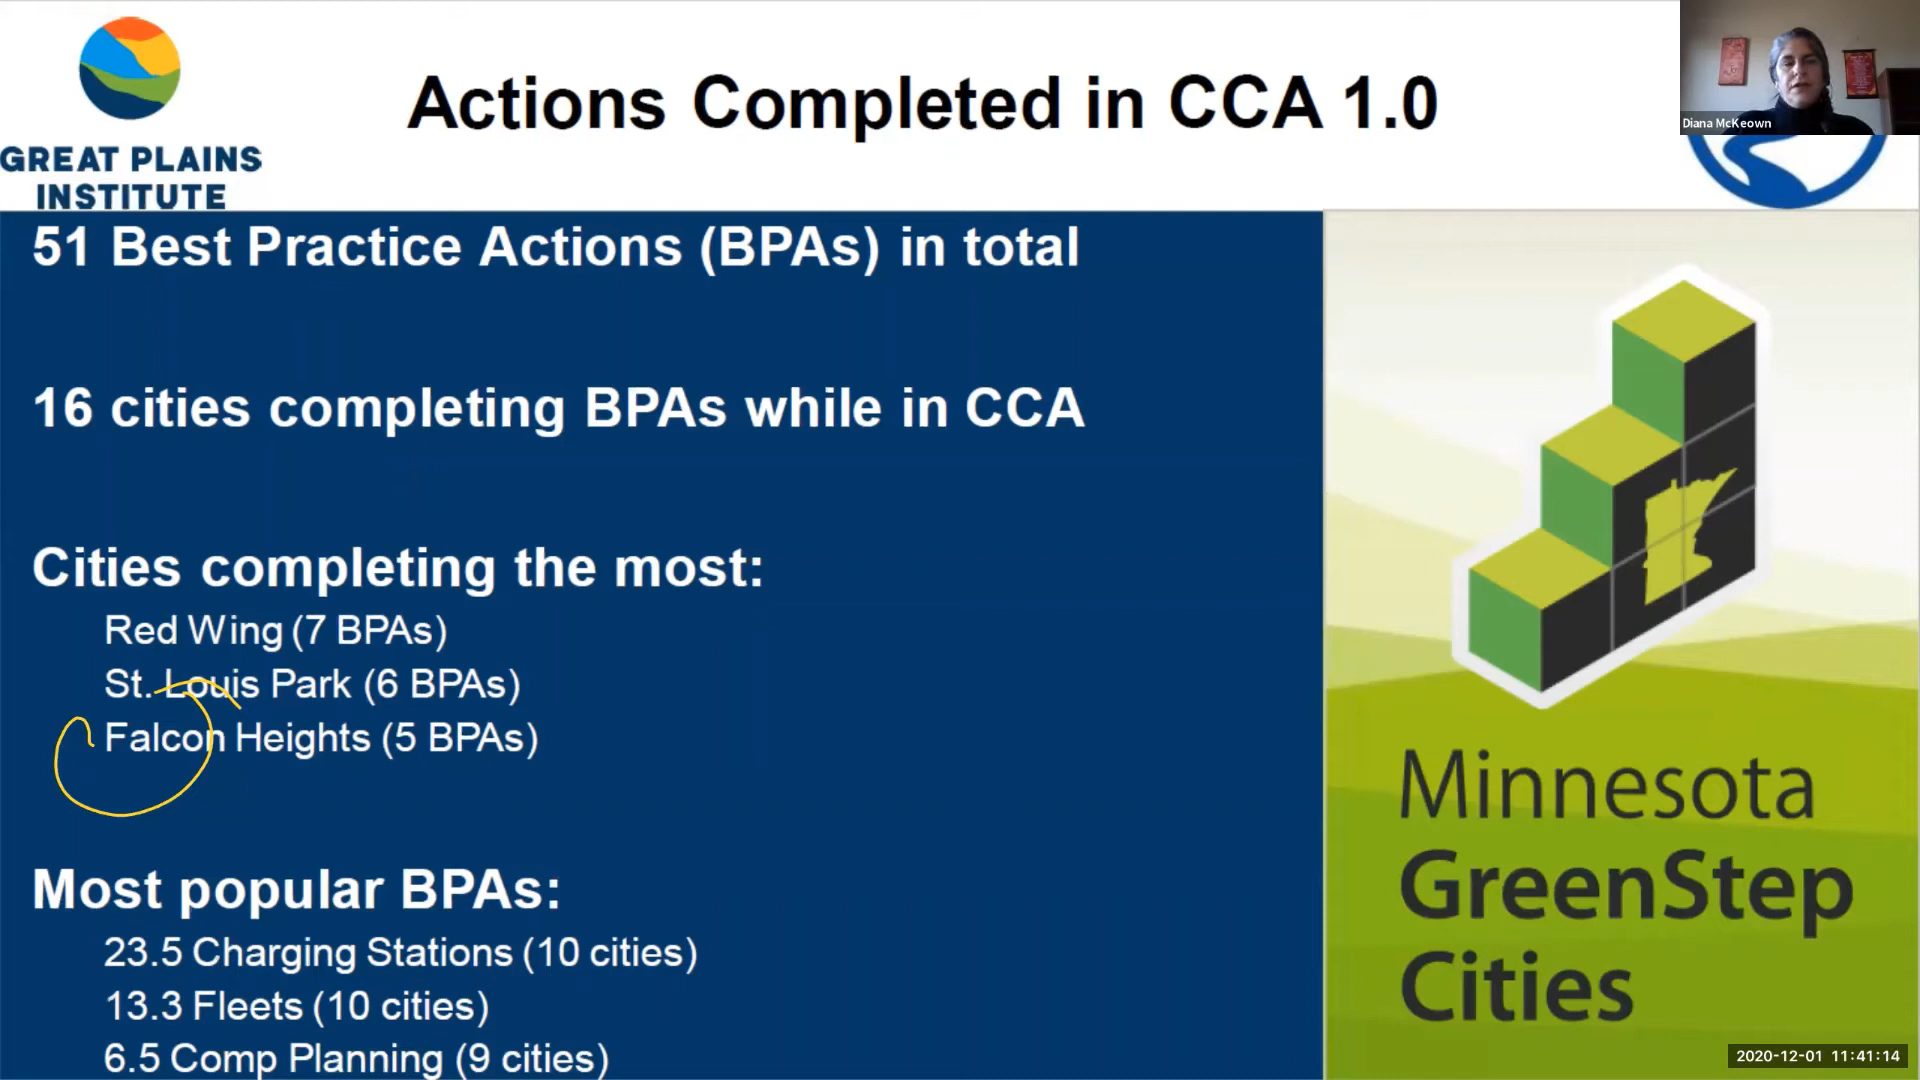 Actions Completed in CCA 1.0
Diana McKeown
GREAT PLAINS
INSTITUTE
51 Best Practice Actions (BPAs) in total
16 cities completing BPAs while in CCA
Cities completing the most:
Red Wing (7 BPAs)
St. Louis Park (6 BPAs)
Falcon Heights (5 BPAs)
Most popular BPAs:
23.5 Charging Stations (10 cities)
13.3 Fleets (10 cities)
6.5 Comp Planning (9 cities)
Minnesota
GreenStep
Cities
2020-12-01 11:41:14